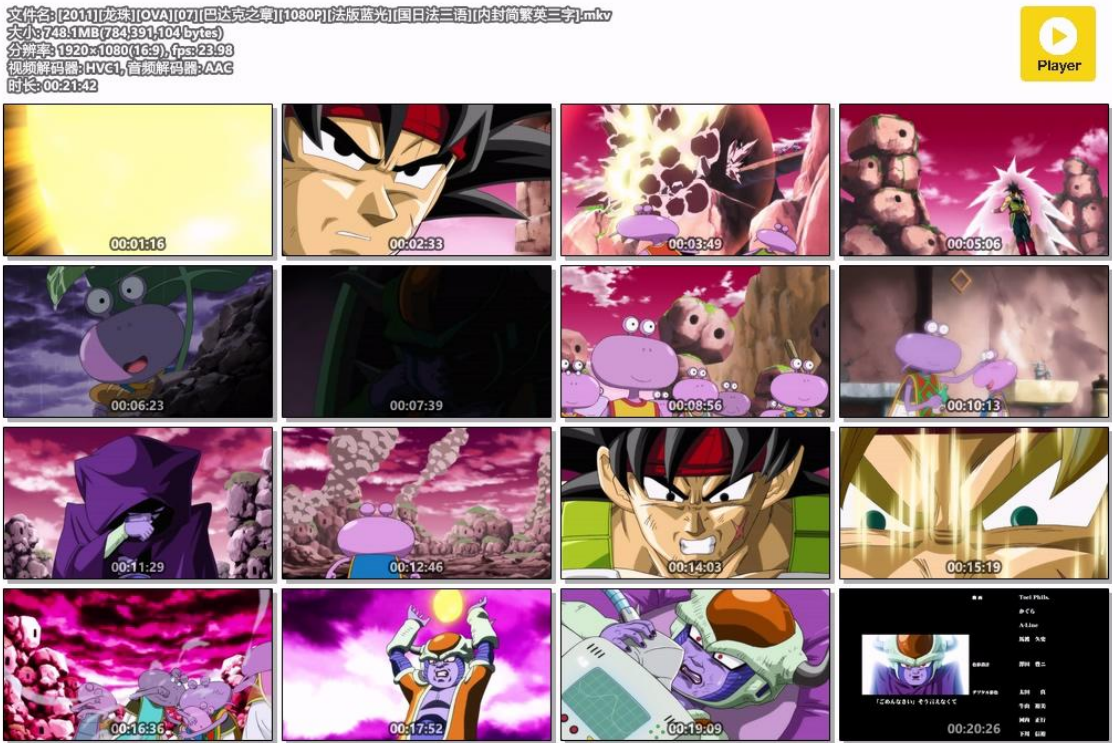 文件名: [2011][龙珠][OVA][07][巴达克之章][1080P][法版蓝光][国日法三语][内封简繁英三字].mkv
大小: 748.1MB(784,391,104 bytes)
分辨率: 1920×1080(16:9), fps: 23.98
视频解码器: HVC1, 音频解码器: AAC
时长: 00:21:42
Player
00:01:16
00:02:33
00:03:49
00:05:06
00:06:23
00:07:39
00:08:56
00:10:13
00:11:29
00:12:46
00:14:03
00:15:19
00:16:36
00:17:52
00:19:09
Toei Phils.
かぐら
A-Line
「ごめんなさい」そう言えなくて
00:20:26